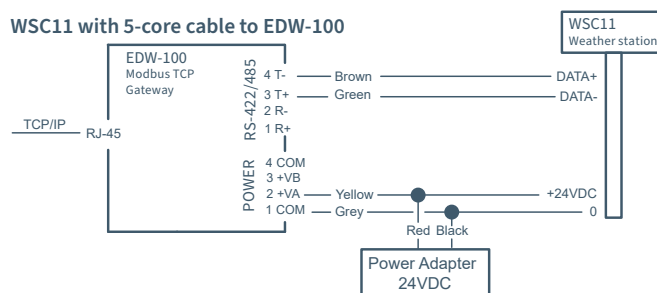 WSC11 with 5-core cable to EDW-100
WSC11
Weather station
EDW-100
Modbus TCP
Gateway
RS-422/485
4 T-
Brown
DATA+
3 T+
Green
DATA-
2 R-
1 R+
TCP/IP
RJ-45
POWER
4 COM
3 +VB
2 +VA
Yellow
+24VDC
1 COM
Grey
0
Red
Black
Power Adapter
24VDC